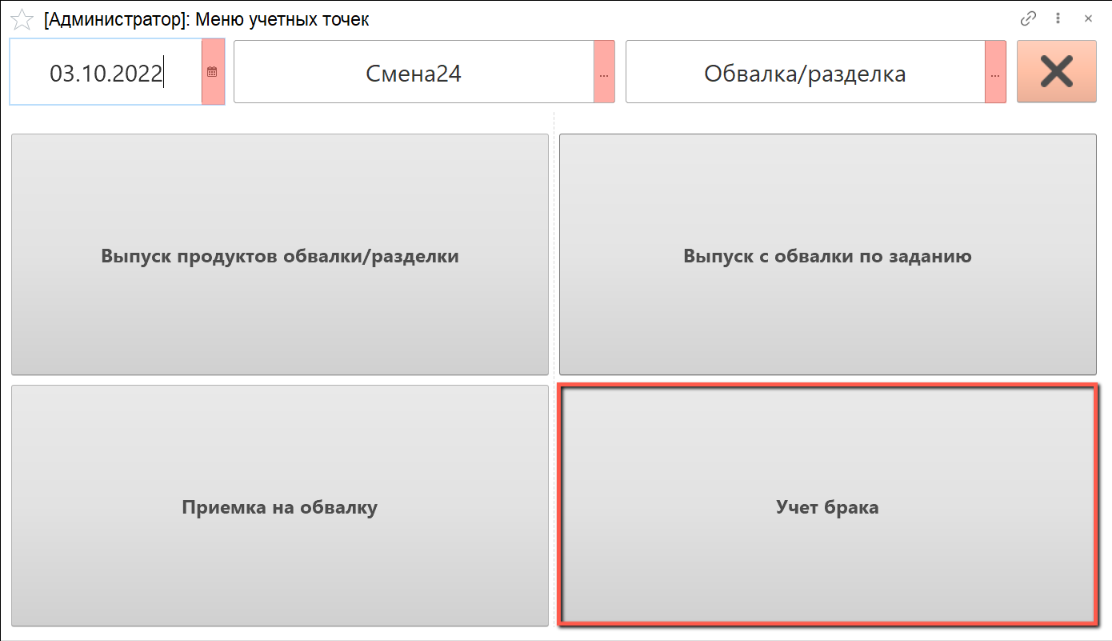 [Администратор]: Меню учетных точек
03.10.2022
Смена24
...
Обвалка/разделка
...
Выпуск продуктов обвалки/разделки
Выпуск с обвалки по заданию
Приемка на обвалку
Учет брака